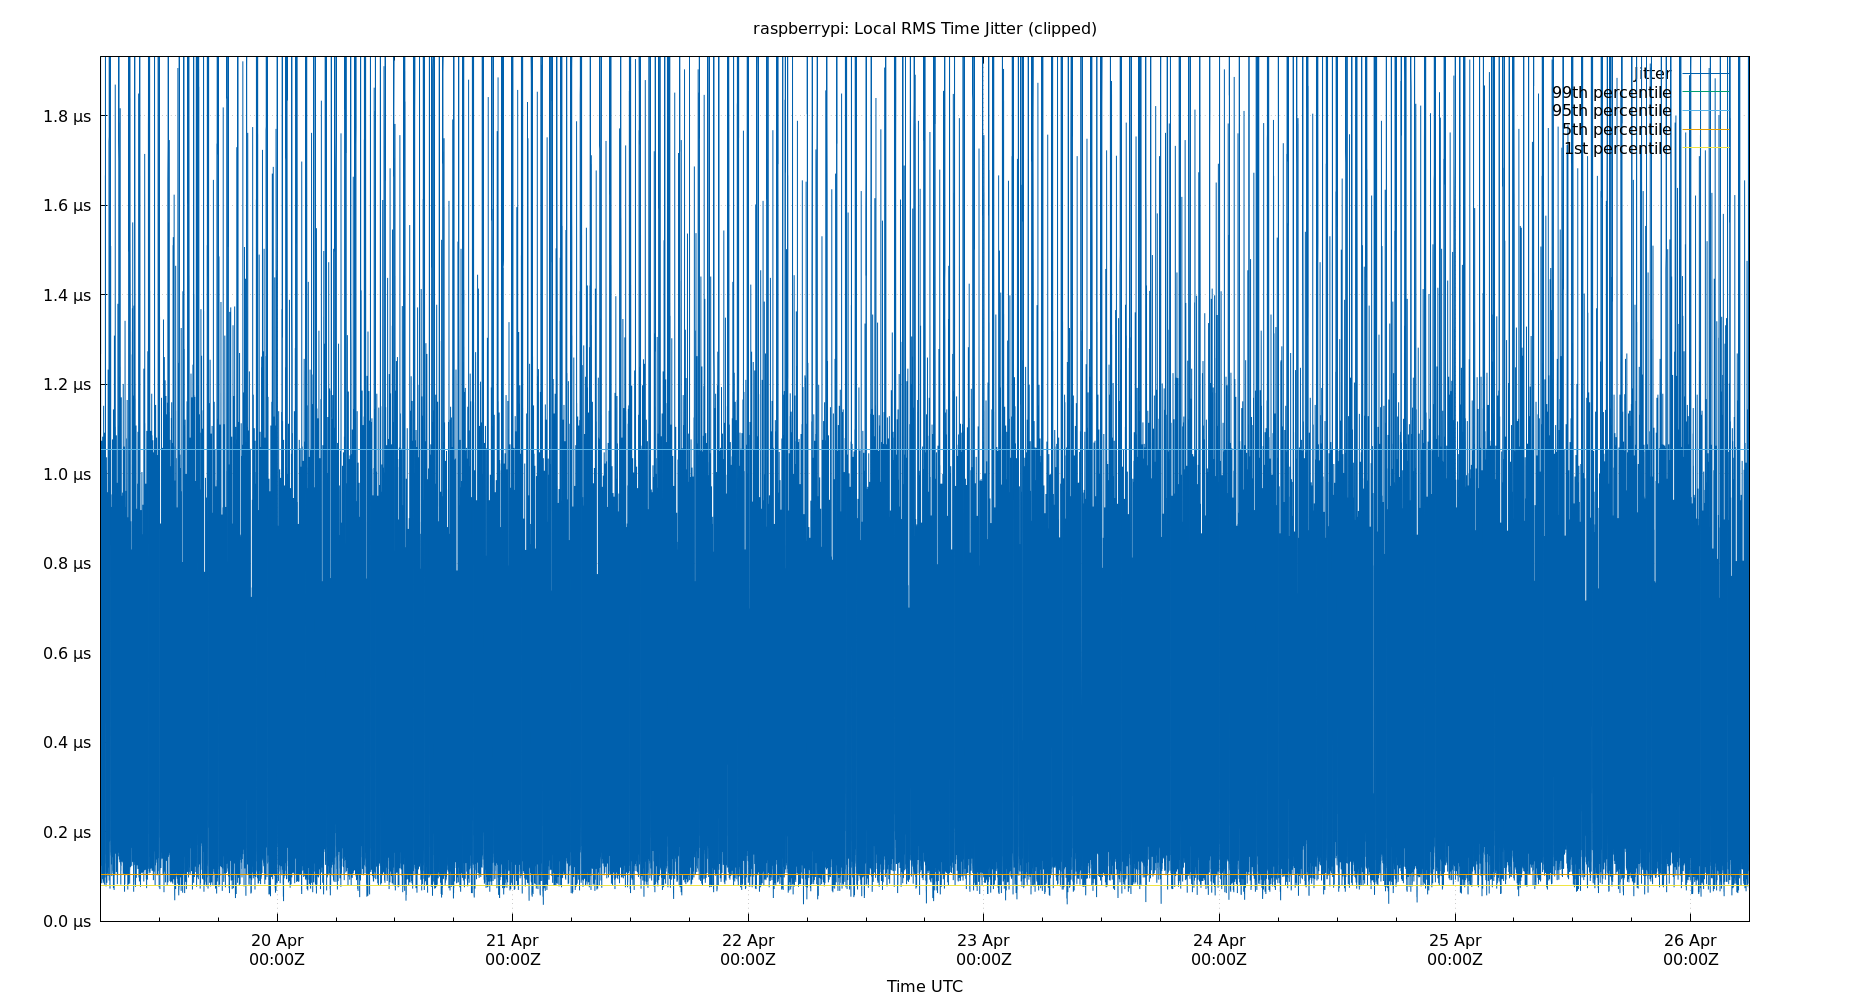 raspberrypi: Local RMS Time Jitter (clipped)
Jitter
99th percentile
95th percentile
5th percentile
1st percentile
1.8 µs
1.6 µs
1.4 µs
1.2 µs
1.0 µs
0.8 µs
0.6 µs
0.4 µs
0.2 µs
0.0 µs
20 Apr 21 Apr 22 Apr 23 Apr 24 Apr 25 Apr 26 Apr
00:00Z 00:00Z 00:00Z 00:00Z 00:00Z 00:00Z 00:00Z
Time UTC